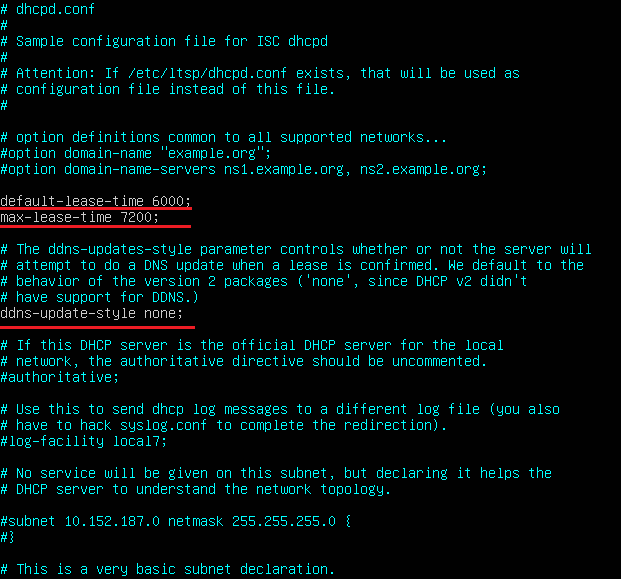 # dhcpd.conf
#
# Sample configuration file for ISC dhcpd
#
# Attention: If /etc/ltsp/dhcpd.conf exists, that will be used as
# configuration file instead of this file.
#
# option definitions common to all supported networks...
#option domain-name "example.org";
#option domain-name-servers ns1.example.org, ns2.example.org;
default-lease-time 6000;
max-lease-time 7200;
# The ddns-updates-style parameter controls whether or not the server will
# attempt to do a DNS update when a lease is confirmed. We default to the
# behavior of the version 2 packages ('none', since DHCP v2 didn't
# have support for DDNS.)
ddns-update-style none;
# If this DHCP server is the official DHCP server for the local
# network, the authoritative directive should be uncommented.
#authoritative;
# Use this to send dhcp log messages to a different log file (you also
# have to hack syslog.conf to complete the redirection).
#log-facility local7;
# No service will be given on this subnet, but declaring it helps the
# DHCP server to understand the network topology.
#subnet 10.152.187.0 netmask 255.255.255.0 {
#}
# This is a very basic subnet declaration.